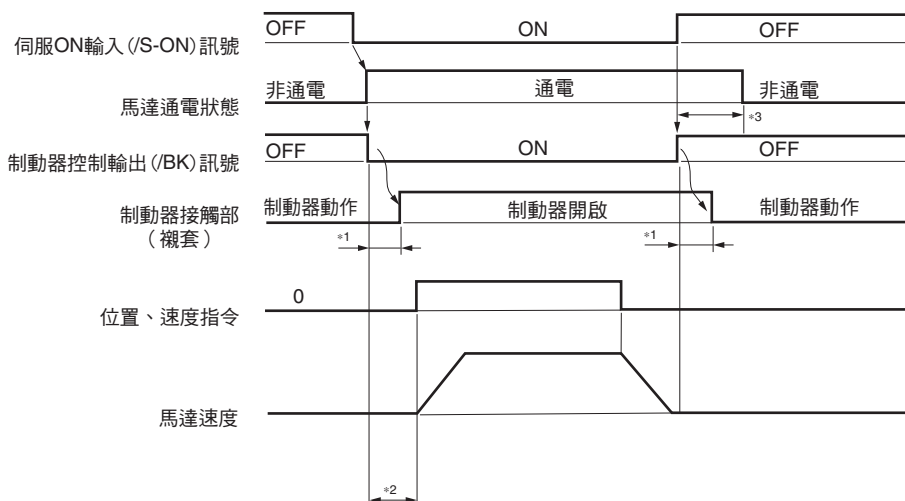 伺服ON輸入(/S-ON)訊號
OFF ON OFF
馬達通電狀態
非通電 通電 非通電
*3
制動器控制輸出(/BK)訊號
OFF ON OFF
制動器接觸部
(襯套)
制動器動作 制動器開啟 制動器動作
*1 *1
位置、速度指令
0
馬達速度
*2